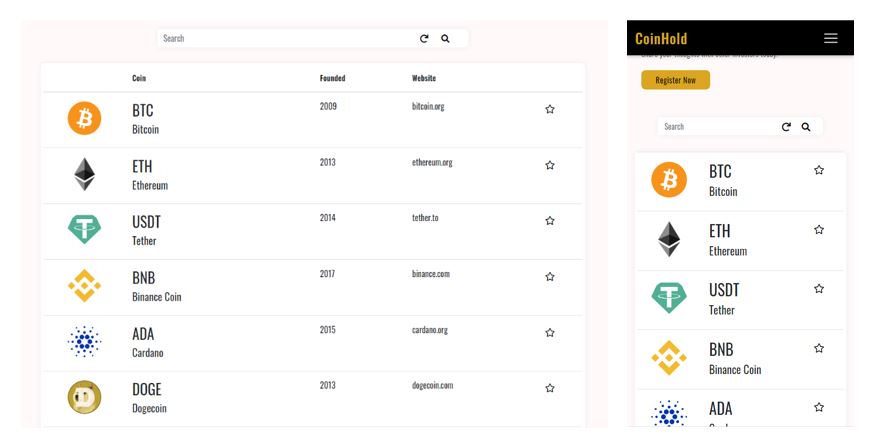 Search
Coin Founded Website
BTC 2009 bitcoin.org
Bitcoin
ETH 2013 ethereum.org
Ethereum
USDT 2014 tether.to
Tether
BNB 2017 binance.com
Binance Coin
ADA 2015 cardano.org
Cardano
DOGE 2013 dogecoin.com
Dogecoin
CoinHold
Register Now
Search
BTC
Bitcoin
ETH
Ethereum
USDT
Tether
BNB
Binance Coin
ADA